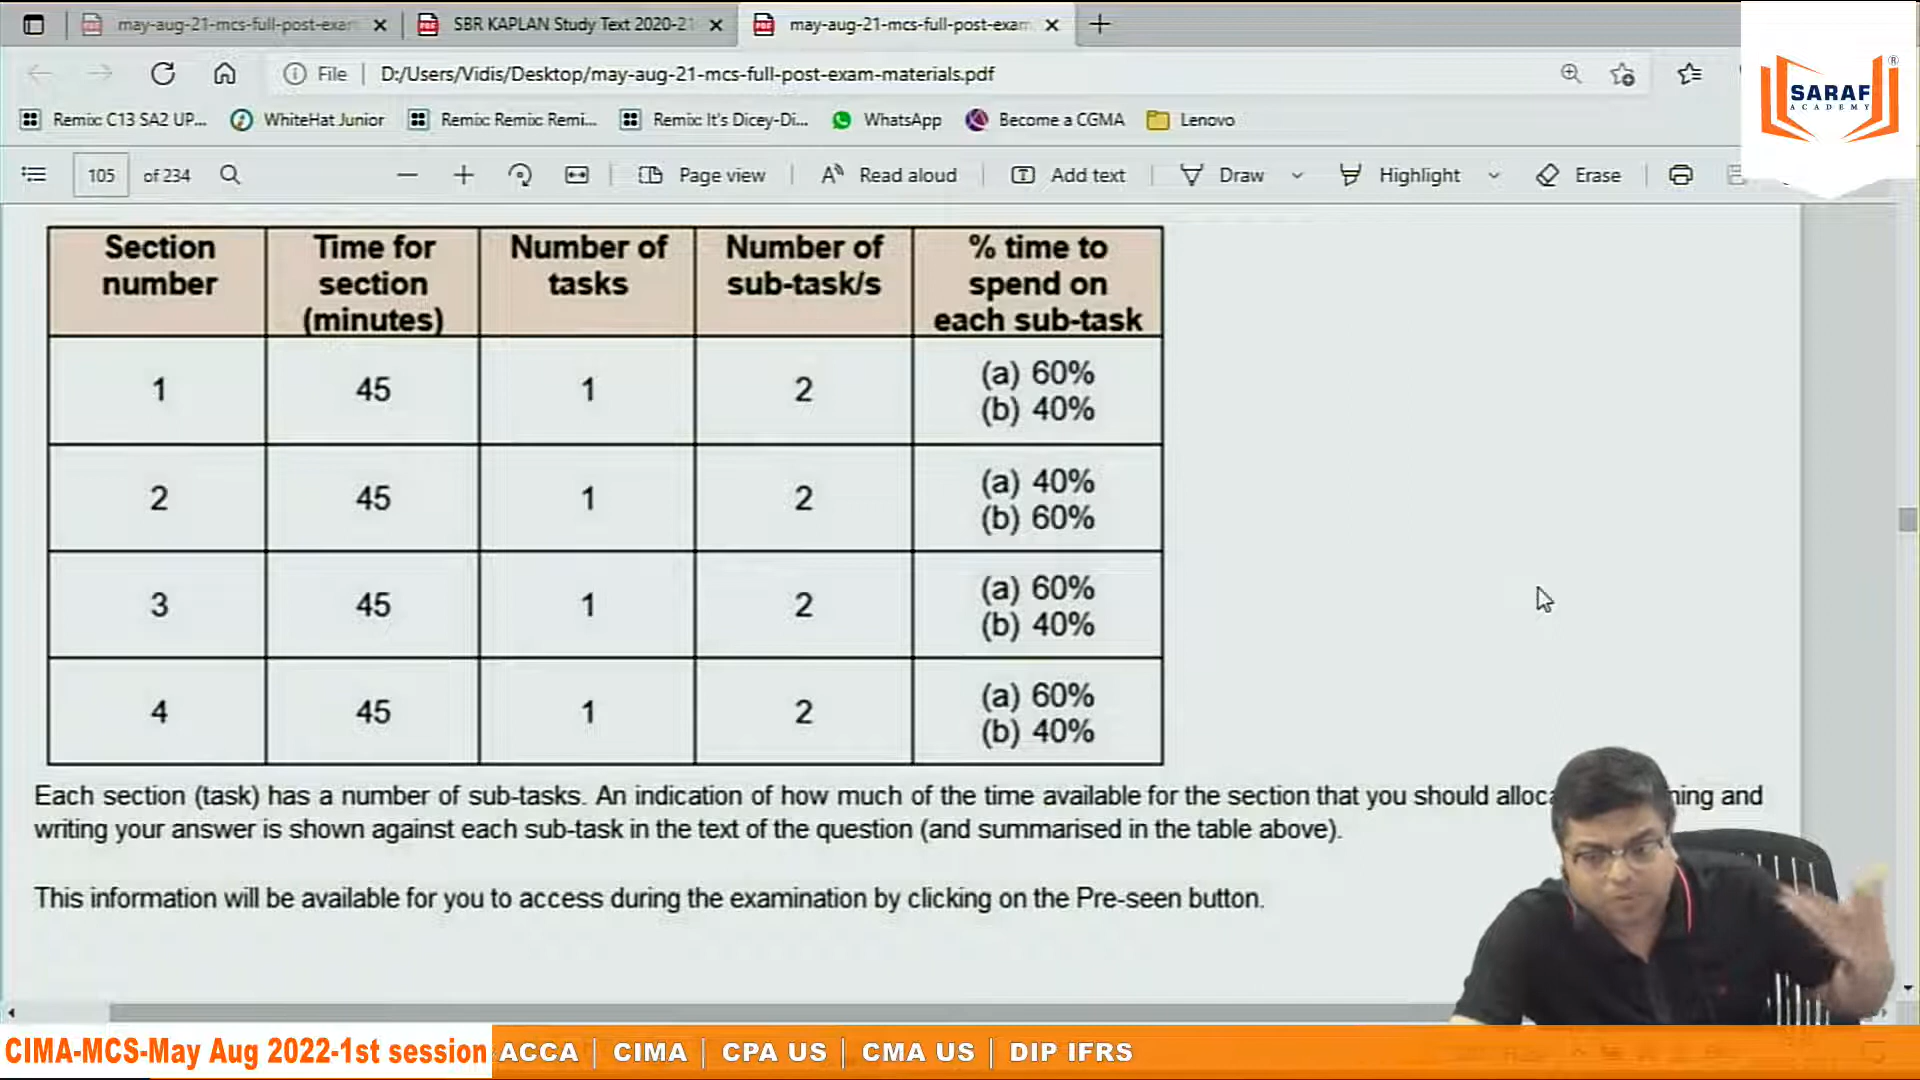 may-aug-21-mcs-full-post-exam
SBR KAPLAN Study Text 2020-21
may-aug-21-mcs-full-post-exam
File
D:/Users/Vidis/Desktop/may-aug-21-mcs-full-post-exam-materials.pdf
SARAF
ACADEMY
®
Remix: C13 SA2 UP...
WhiteHat Junior
Remix: Remix Remi...
Remix: It's Dicey-Di...
WhatsApp
Become a CGMA
Lenovo
105 of 234
Page view
Read aloud
Add text
Draw
Highlight
Erase
Section number
Time for section (minutes)
Number of tasks
Number of sub-task/s
% time to spend on each sub-task
1 45 1 2 (a) 60%
(b) 40%
2 45 1 2 (a) 40%
(b) 60%
3 45 1 2 (a) 60%
(b) 40%
4 45 1 2 (a) 60%
(b) 40%
Each section (task) has a number of sub-tasks. An indication of how much of the time available for the section that you should and
writing your answer is shown against each sub-task in the text of the question (and summarised in the table above).
This information will be available for you to access during the examination by clicking on the Pre-seen button.
CIMA-MCS-May Aug 2022-1st session
ACCA | CIMA | CPA US | CMA US | DIP IFRS